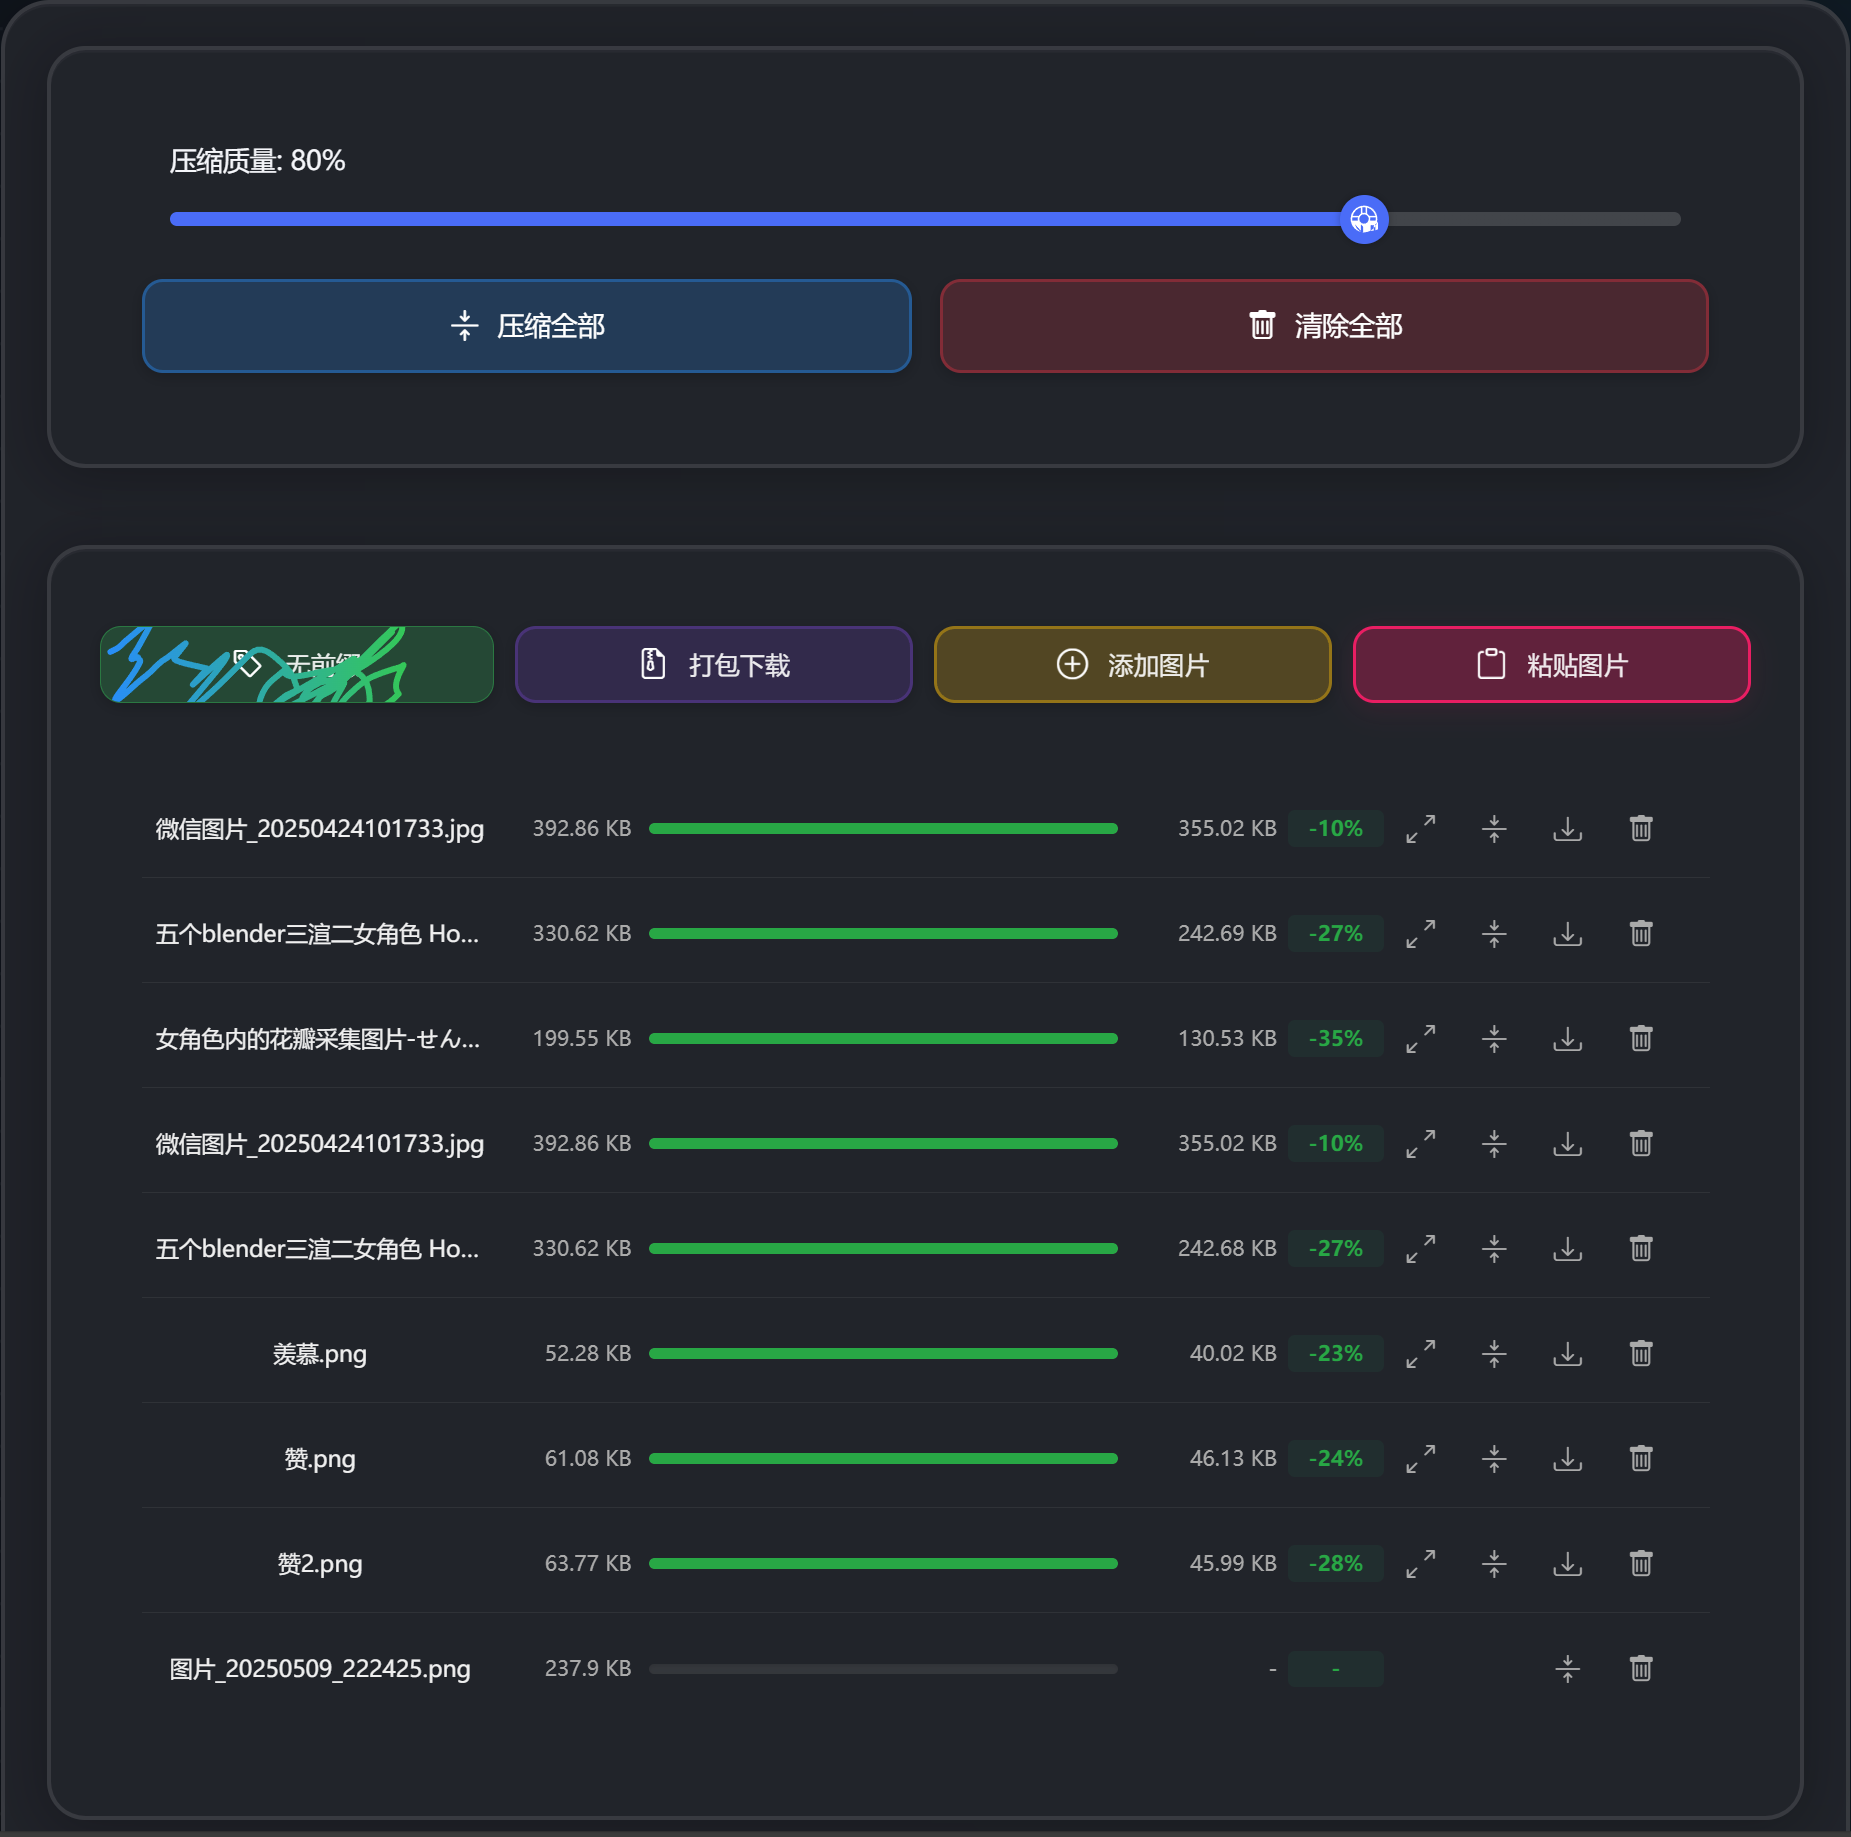 压缩质量: 80%
压缩全部
清除全部
无前缀
打包下载
添加图片
粘贴图片
微信图片_20250424101733.jpg 392.86 KB 355.02 KB -10%
五个blender三渲二女角色 Ho... 330.62 KB 242.69 KB -27%
女角色内的花瓣采集图片-せん... 199.55 KB 130.53 KB -35%
微信图片_20250424101733.jpg 392.86 KB 355.02 KB -10%
五个blender三渲二女角色 Ho... 330.62 KB 242.68 KB -27%
羡慕.png 52.28 KB 40.02 KB -23%
赞.png 61.08 KB 46.13 KB -24%
赞2.png 63.77 KB 45.99 KB -28%
图片_20250509_222425.png 237.9 KB - -